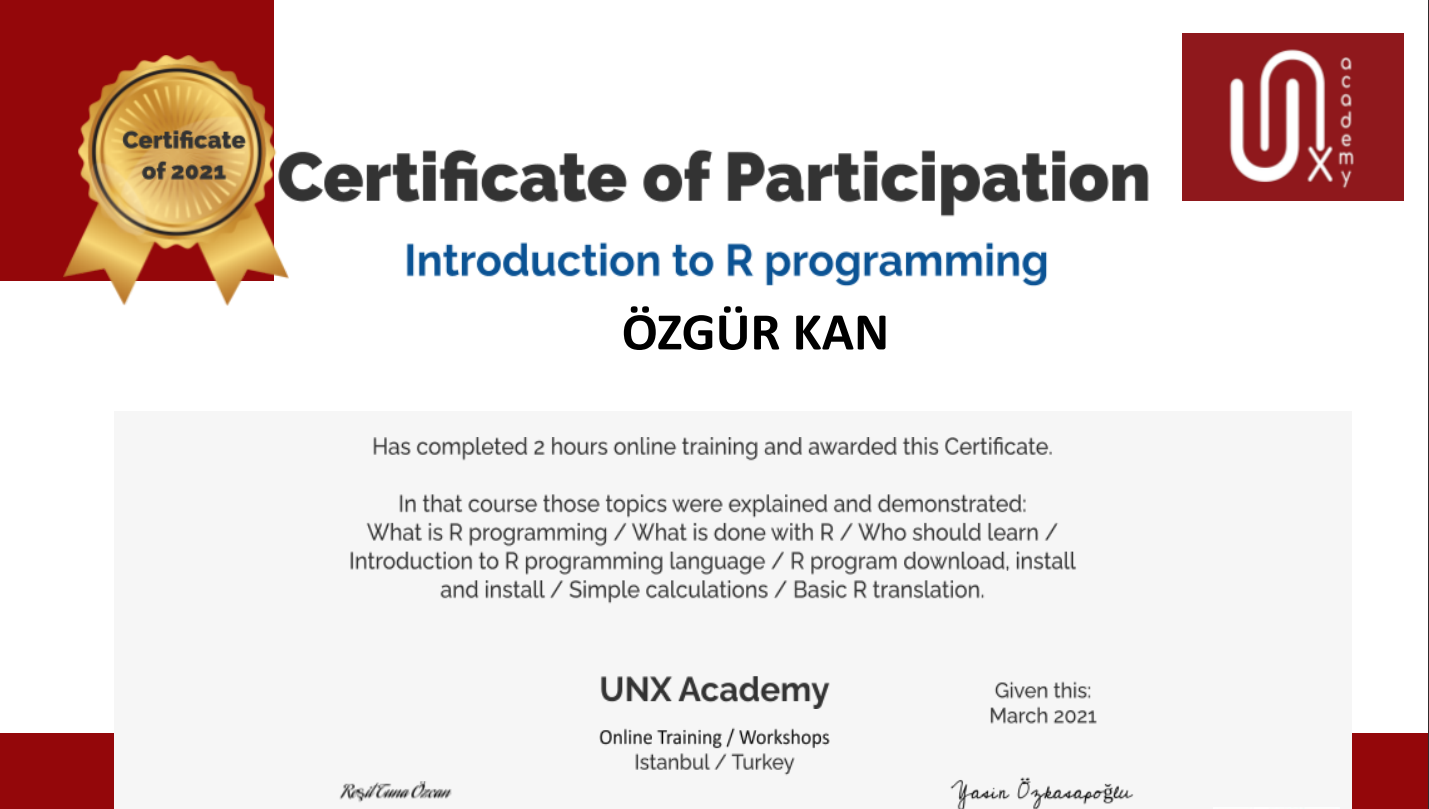 Certificate
of 2021
UNX
academy
Certificate of Participation
Introduction to R programming
ÖZGÜR KAN
Has completed 2 hours online training and awarded this Certificate.
In that course those topics were explained and demonstrated:
What is R programming / What is done with R / Who should learn /
Introduction to R programming language / R program download, install
and install / Simple calculations / Basic R translation.
UNX Academy
Given this:
March 2021
Online Training / Workshops
Istanbul / Turkey
Reşil Tuna Özcan
Yasin Özkasapoğlu